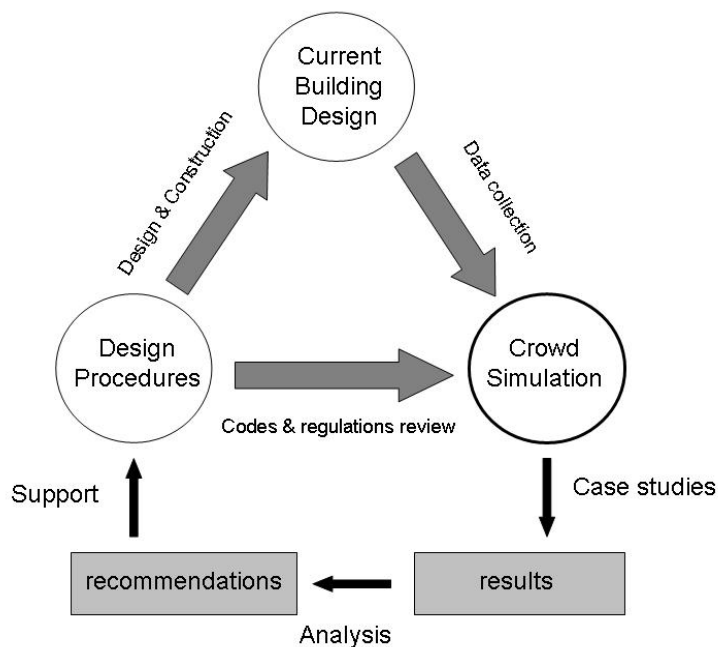 Current
Building
Design
Design & Construction
Data collection
Design
Procedures
Crowd
Simulation
Codes & regulations review
Support
Case studies
recommendations
results
Analysis